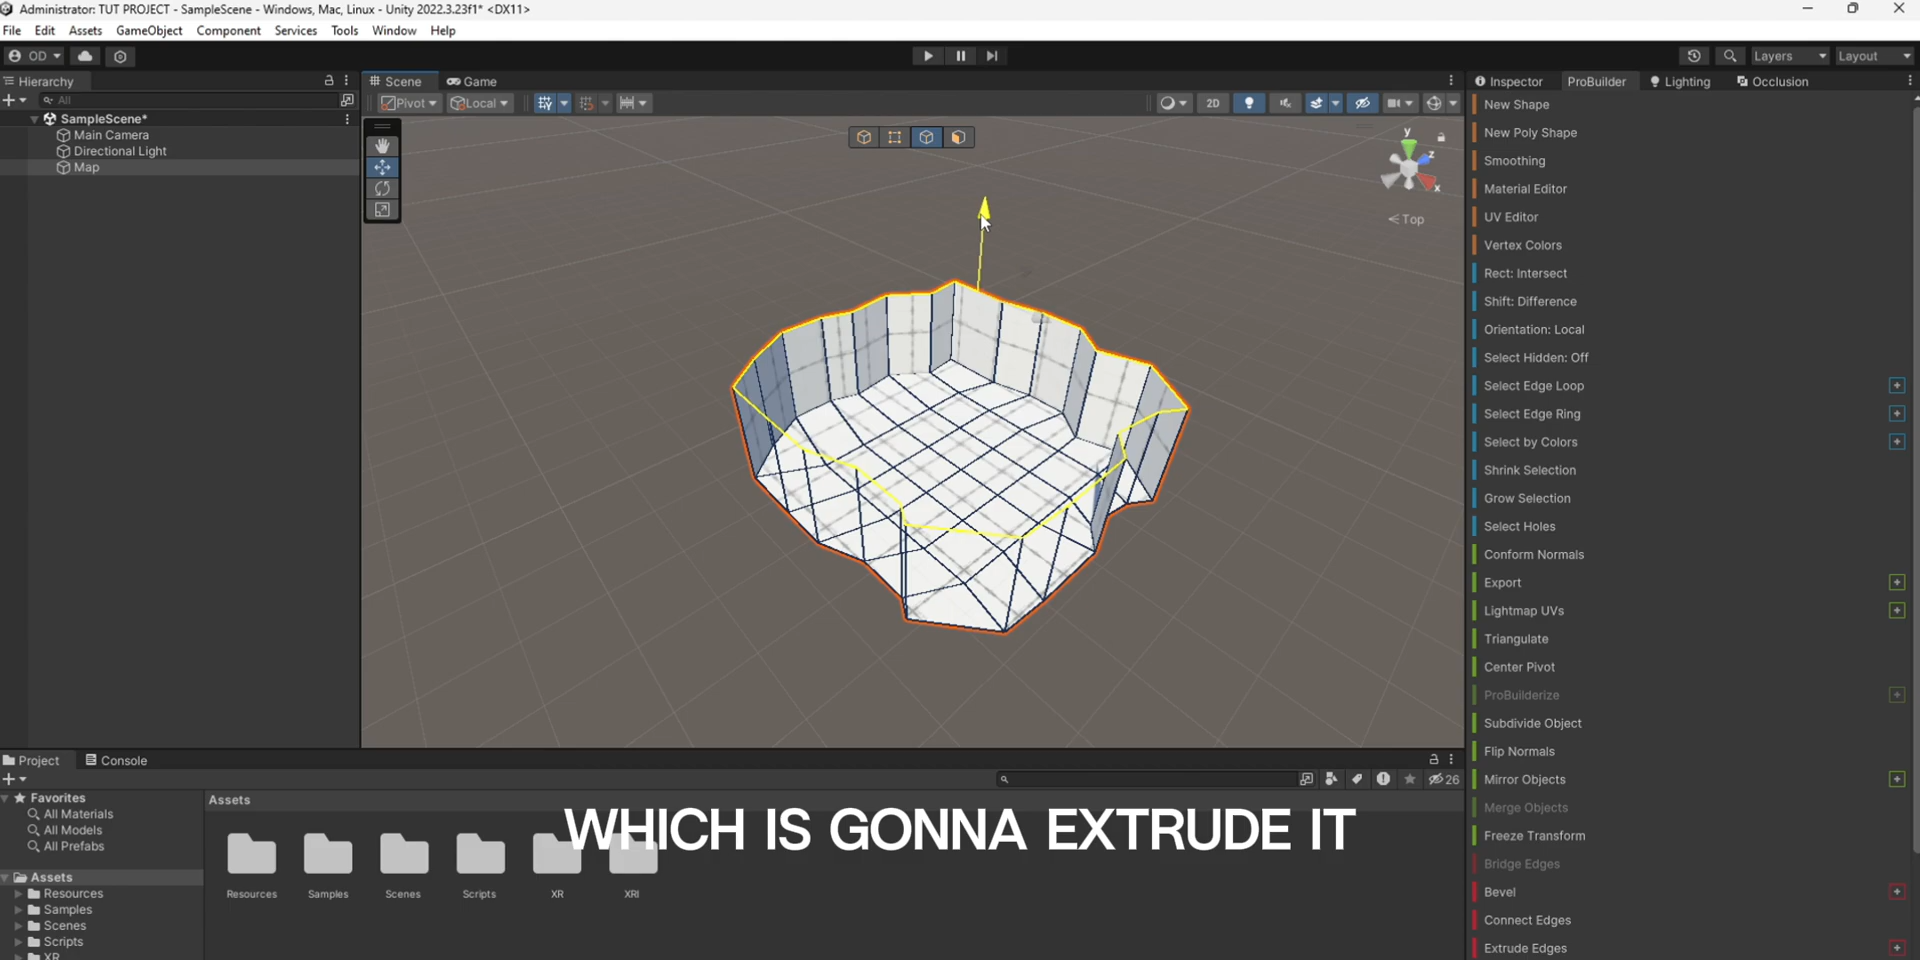 Administrator: TUT PROJECT - SampleScene - Windows, Mac, Linux - Unity 2022.3.23f1* <DX11>
File Edit Assets GameObject Component Services Tools Window Help
OD
Layers Layout
Hierarchy
All
SampleScene*
Main Camera
Directional Light
Map
Scene Game
Pivot Local
2D
y
z
x
Top
Inspector ProBuilder Lighting Occlusion
New Shape
New Poly Shape
Smoothing
Material Editor
UV Editor
Vertex Colors
Rect: Intersect
Shift: Difference
Orientation: Local
Select Hidden: Off
Select Edge Loop
Select Edge Ring
Select by Colors
Shrink Selection
Grow Selection
Select Holes
Conform Normals
Export
Lightmap UVs
Triangulate
Center Pivot
ProBuilderize
Subdivide Object
Flip Normals
Mirror Objects
Merge Objects
Freeze Transform
Bridge Edges
Bevel
Connect Edges
Extrude Edges
Project Console
26
Favorites
All Materials
All Models
All Prefabs
Assets
Resources
Samples
Scenes
Scripts
XR
Assets
Resources Samples Scenes Scripts XR XRI
WHICH IS GONNA EXTRUDE IT